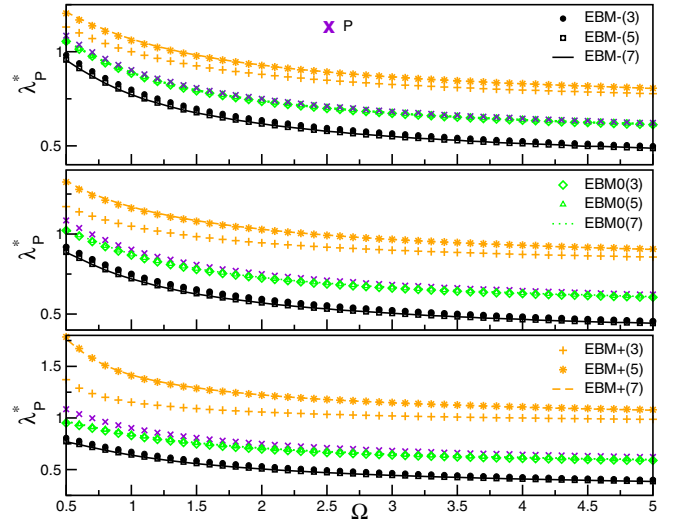 P
EBM-(3)
EBM-(5)
EBM-(7)
1
0.5
λ*P
EBM0(3)
EBM0(5)
EBM0(7)
1
0.5
λ*P
EBM+(3)
EBM+(5)
EBM+(7)
1.5
1
0.5
λ*P
0.5 1 1.5 2 2.5 3 3.5 4 4.5 5
Ω